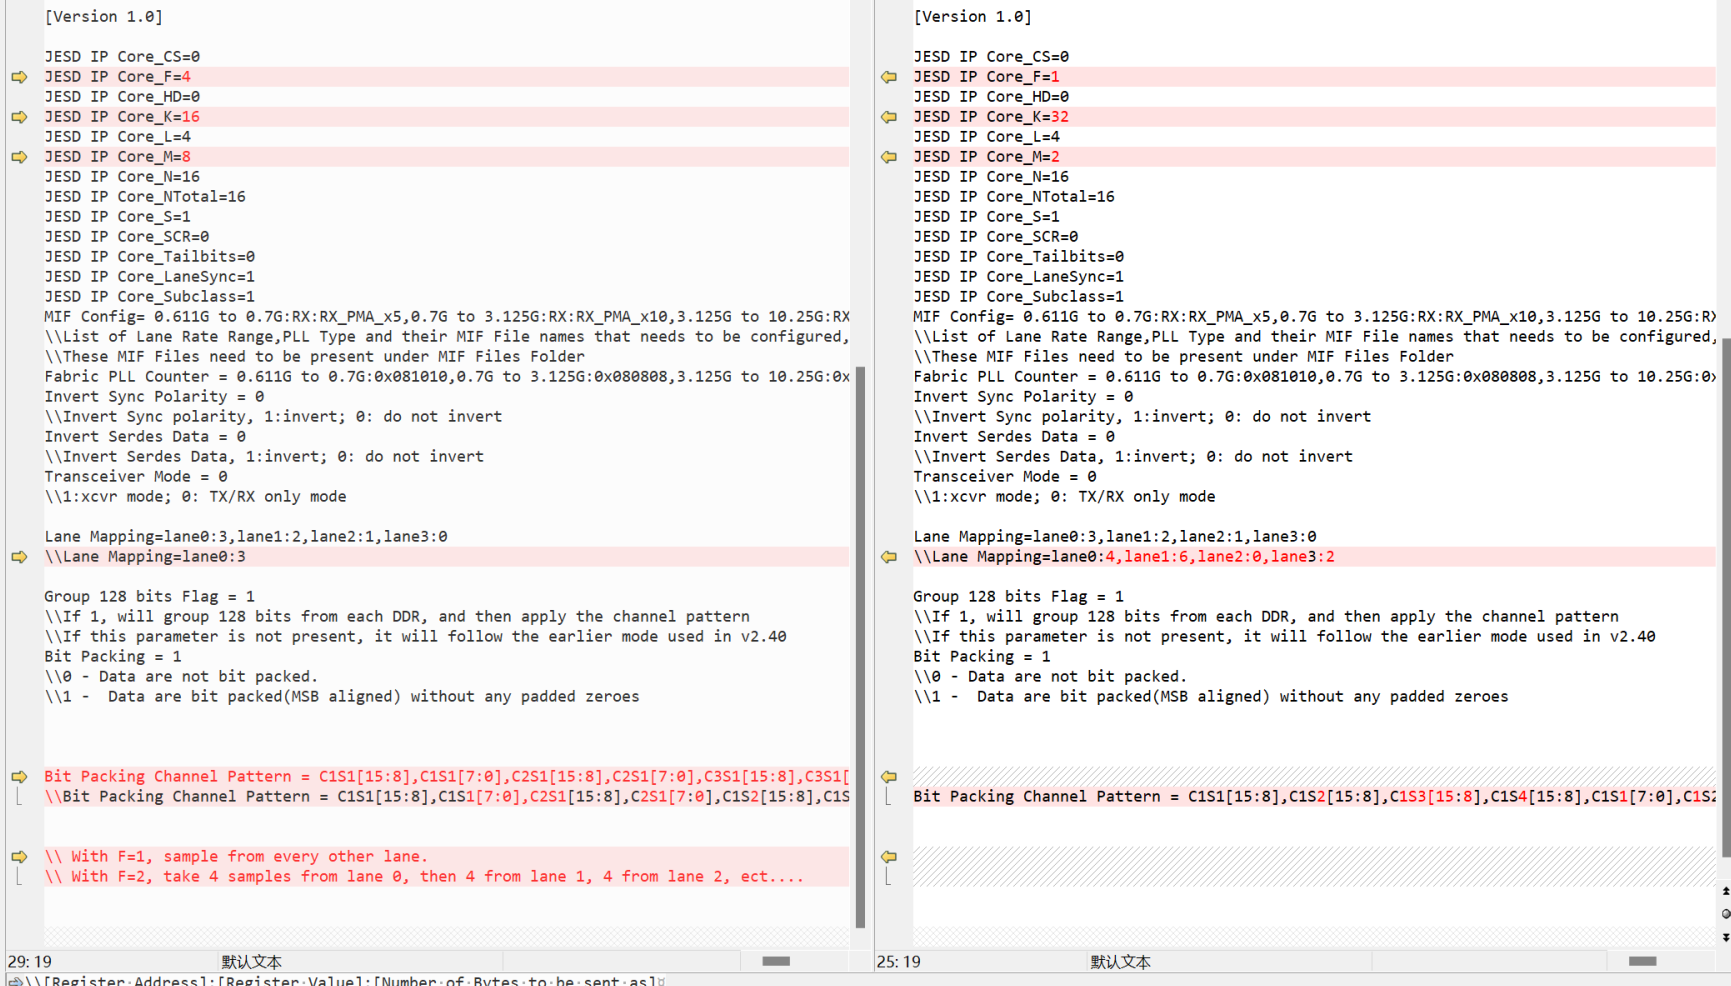 [Version 1.0]
JESD IP Core_CS=0
JESD IP Core_F=4
JESD IP Core_HD=0
JESD IP Core_K=16
JESD IP Core_L=4
JESD IP Core_M=8
JESD IP Core_N=16
JESD IP Core_NTotal=16
JESD IP Core_S=1
JESD IP Core_SCR=0
JESD IP Core_Tailbits=0
JESD IP Core_LaneSync=1
JESD IP Core_Subclass=1
MIF Config= 0.611G to 0.7G:RX:RX_PMA_x5,0.7G to 3.125G:RX:RX_PMA_x10,3.125G to 10.25G:RX
\\List of Lane Rate Range,PLL Type and their MIF File names that needs to be configured,
\\These MIF Files need to be present under MIF Files Folder
Fabric PLL Counter = 0.611G to 0.7G:0x081010,0.7G to 3.125G:0x080808,3.125G to 10.25G:0x
Invert Sync Polarity = 0
\\Invert Sync polarity, 1:invert; 0: do not invert
Invert Serdes Data = 0
\\Invert Serdes Data, 1:invert; 0: do not invert
Transceiver Mode = 0
\\1:xcvr mode; 0: TX/RX only mode
Lane Mapping=lane0:3,lane1:2,lane2:1,lane3:0
\\Lane Mapping=lane0:3
Group 128 bits Flag = 1
\\If 1, will group 128 bits from each DDR, and then apply the channel pattern
\\If this parameter is not present, it will follow the earlier mode used in v2.40
Bit Packing = 1
\\0 - Data are not bit packed.
\\1 -  Data are bit packed(MSB aligned) without any padded zeroes
Bit Packing Channel Pattern = C1S1[15:8],C1S1[7:0],C2S1[15:8],C2S1[7:0],C3S1[15:8],C3S1[
\\Bit Packing Channel Pattern = C1S1[15:8],C1S1[7:0],C2S1[15:8],C2S1[7:0],C1S2[15:8],C1S
\\ With F=1, sample from every other lane.
\\ With F=2, take 4 samples from lane 0, then 4 from lane 1, 4 from lane 2, ect....
29:19
默认文本
[Version 1.0]
JESD IP Core_CS=0
JESD IP Core_F=1
JESD IP Core_HD=0
JESD IP Core_K=32
JESD IP Core_L=4
JESD IP Core_M=2
JESD IP Core_N=16
JESD IP Core_NTotal=16
JESD IP Core_S=1
JESD IP Core_SCR=0
JESD IP Core_Tailbits=0
JESD IP Core_LaneSync=1
JESD IP Core_Subclass=1
MIF Config= 0.611G to 0.7G:RX:RX_PMA_x5,0.7G to 3.125G:RX:RX_PMA_x10,3.125G to 10.25G:RX
\\List of Lane Rate Range,PLL Type and their MIF File names that needs to be configured,
\\These MIF Files need to be present under MIF Files Folder
Fabric PLL Counter = 0.611G to 0.7G:0x081010,0.7G to 3.125G:0x080808,3.125G to 10.25G:0x
Invert Sync Polarity = 0
\\Invert Sync polarity, 1:invert; 0: do not invert
Invert Serdes Data = 0
\\Invert Serdes Data, 1:invert; 0: do not invert
Transceiver Mode = 0
\\1:xcvr mode; 0: TX/RX only mode
Lane Mapping=lane0:3,lane1:2,lane2:1,lane3:0
\\Lane Mapping=lane0:4,lane1:6,lane2:0,lane3:2
Group 128 bits Flag = 1
\\If 1, will group 128 bits from each DDR, and then apply the channel pattern
\\If this parameter is not present, it will follow the earlier mode used in v2.40
Bit Packing = 1
\\0 - Data are not bit packed.
\\1 -  Data are bit packed(MSB aligned) without any padded zeroes
Bit Packing Channel Pattern = C1S1[15:8],C1S2[15:8],C1S3[15:8],C1S4[15:8],C1S1[7:0],C1S2
25:19
默认文本
\\[Register·Address]:[Register·Value]:[Number·of·Bytes·to·be·sent·as]